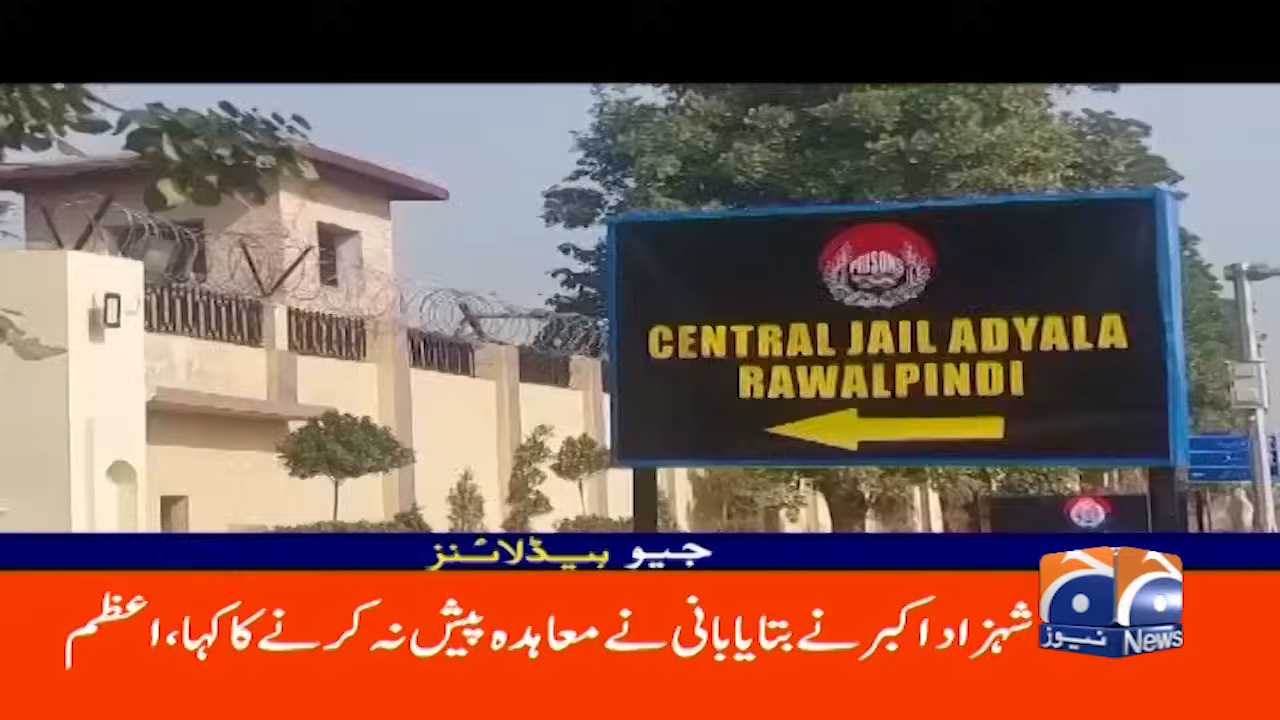 PRISONS
CENTRAL JAIL ADYALA
RAWALPINDI
جیو ہیڈلائنز
شہزاد اکبر نے بتایا بانی نے معاہدہ پیش نہ کرنے کا کہا، اعظم
نیوز News